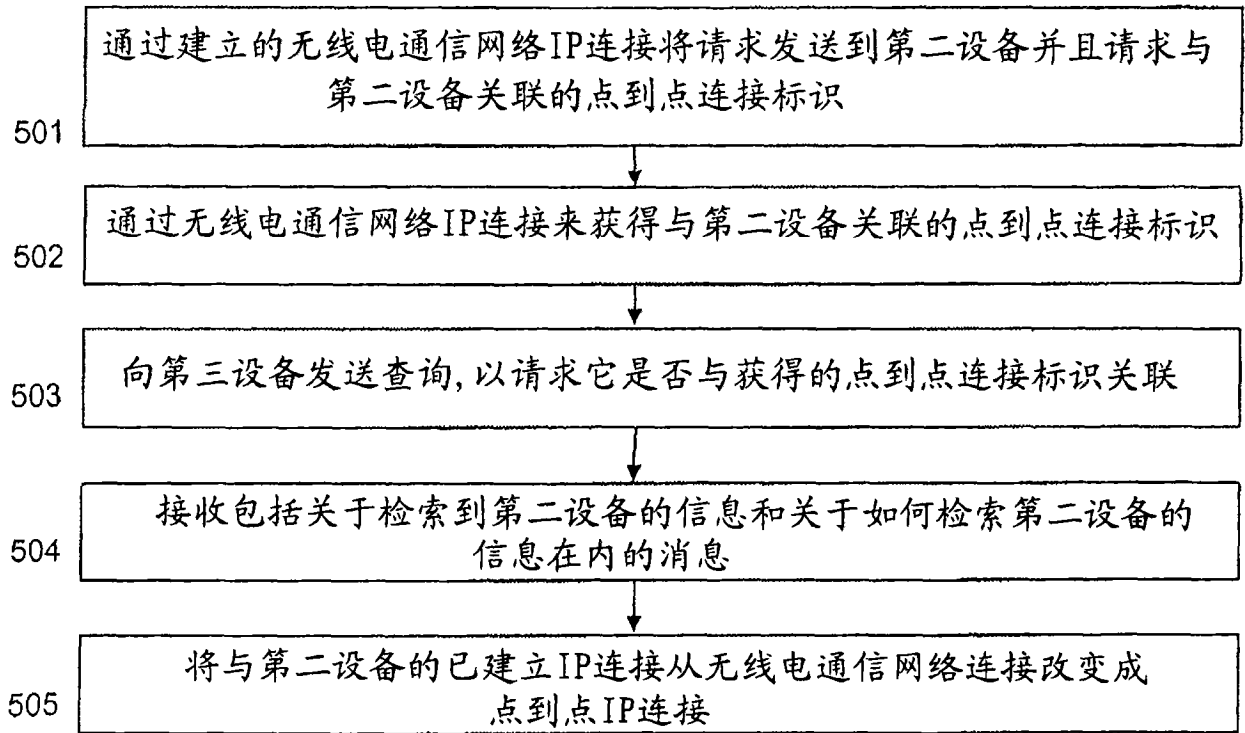 通过建立的无线电通信网络IP连接将请求发送到第二设备并且请求与
第二设备关联的点到点连接标识
501
通过无线电通信网络IP连接来获得与第二设备关联的点到点连接标识
502
向第三设备发送查询,以请求它是否与获得的点到点连接标识关联
503
接收包括关于检索到第二设备的信息和关于如何检索第二设备的
信息在内的消息
504
将与第二设备的已建立IP连接从无线电通信网络连接改变成
点到点IP连接
505